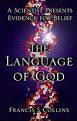 A Scientist Presents
Evidence for Belief
The
Language
of God
Francis S Collins